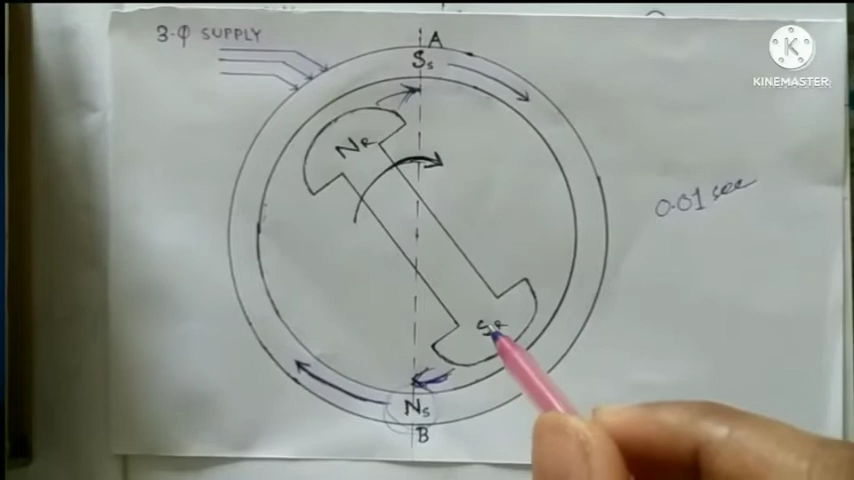 3-φ SUPPLY
A
Ss
NR
0.01 sec
SR
Ns
B
K
KINEMASTER